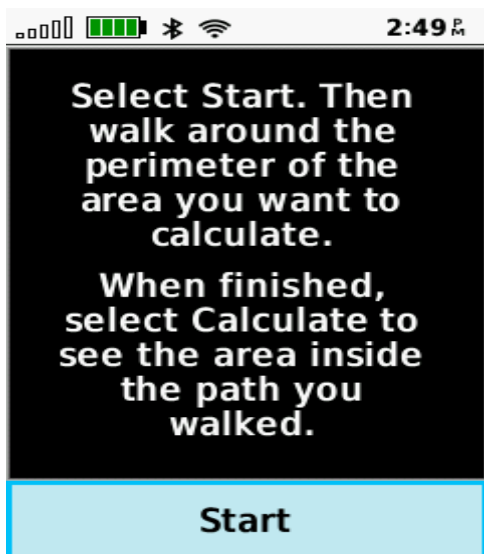 2:49 PM
Select Start. Then
walk around the
perimeter of the
area you want to
calculate.
When finished,
select Calculate to
see the area inside
the path you
walked.
Start